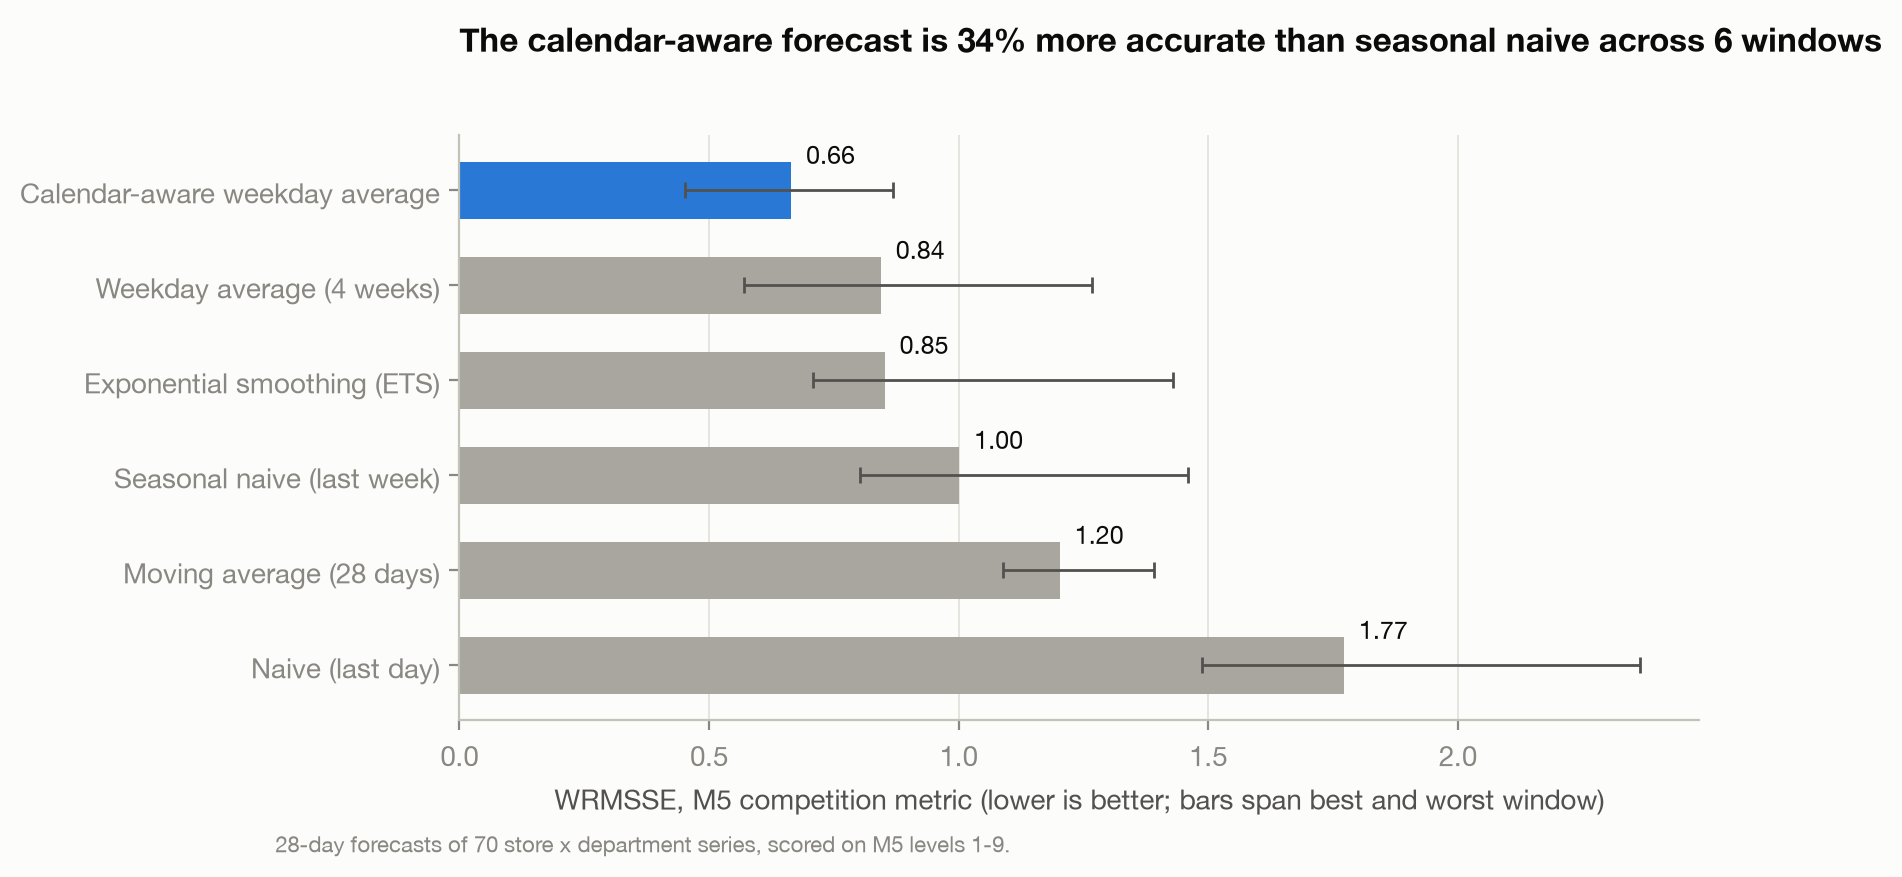 The calendar-aware forecast is 34% more accurate than seasonal naive across 6 windows
Calendar-aware weekday average
0.66
Weekday average (4 weeks)
0.84
Exponential smoothing (ETS)
0.85
Seasonal naive (last week)
1.00
Moving average (28 days)
1.20
Naive (last day)
1.77
0.0 0.5 1.0 1.5 2.0
WRMSSE, M5 competition metric (lower is better; bars span best and worst window)
28-day forecasts of 70 store x department series, scored on M5 levels 1-9.